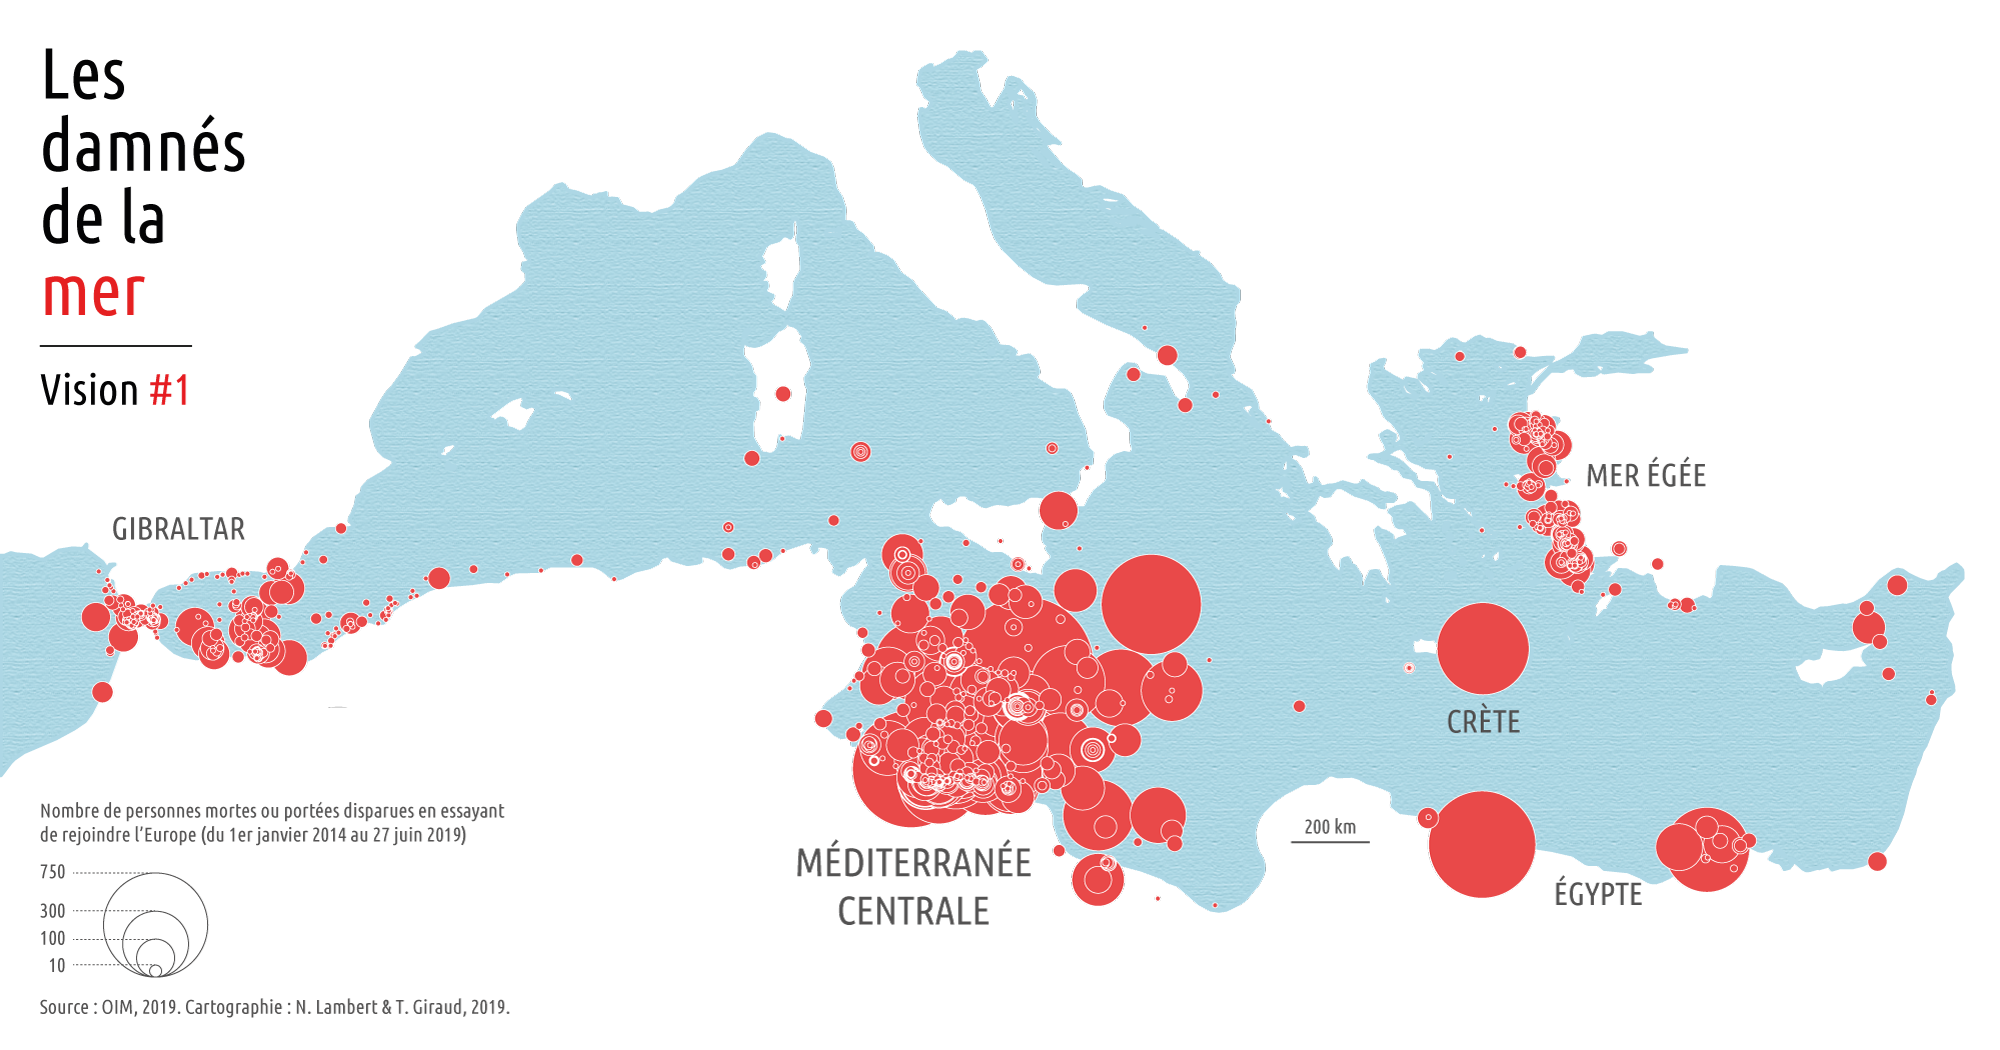 Les
damnés
de la
mer
Vision #1
GIBRALTAR
MER ÉGÉE
CRÈTE
200 km
MÉDITERRANÉE
CENTRALE
ÉGYPTE
Nombre de personnes mortes ou portées disparues en essayant
de rejoindre l’Europe (du 1er janvier 2014 au 27 juin 2019)
750
300
100
10
Source : OIM, 2019. Cartographie : N. Lambert & T. Giraud, 2019.